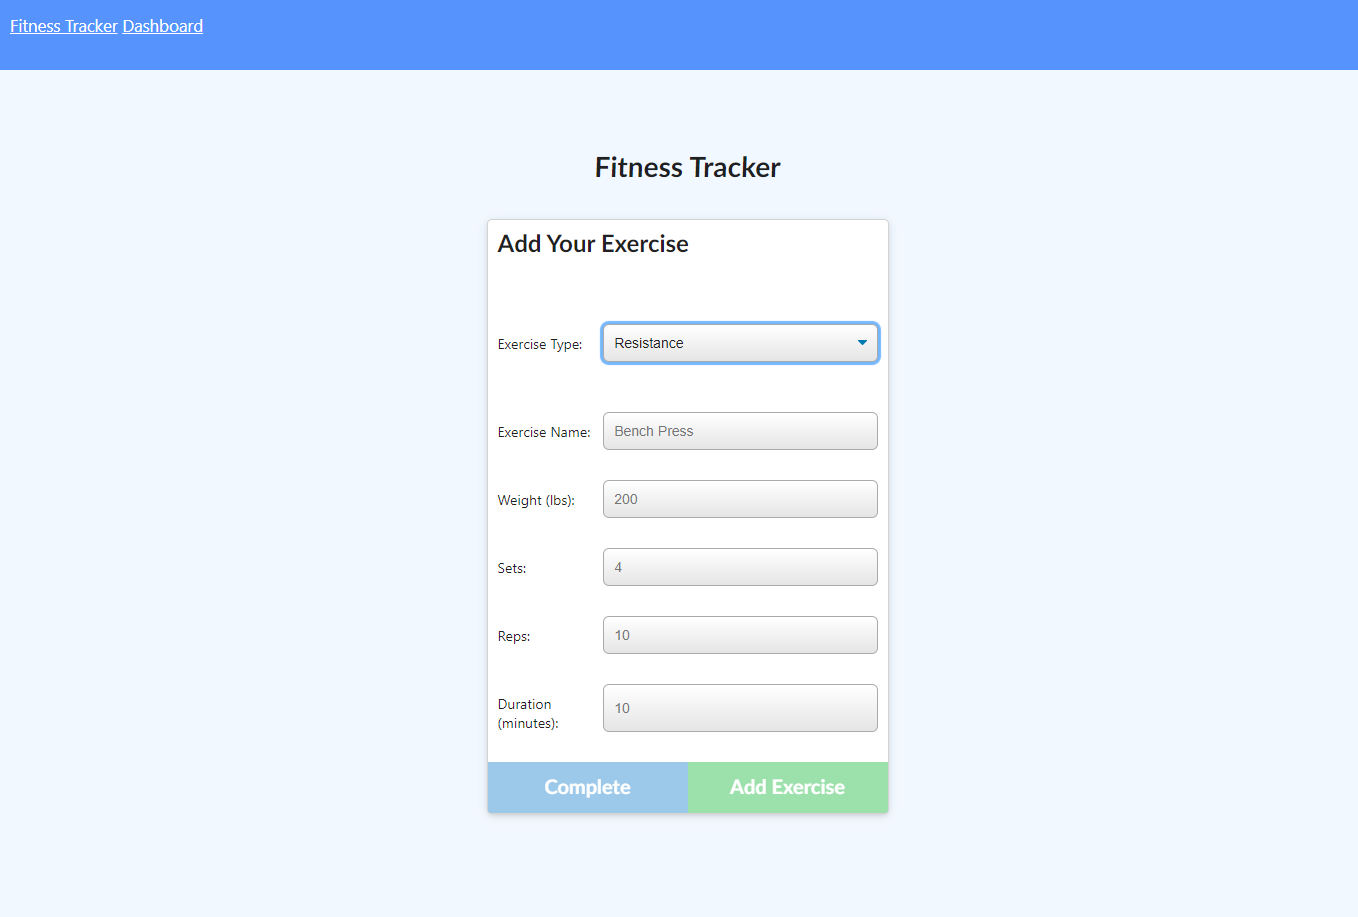 Fitness Tracker Dashboard
Fitness Tracker
Add Your Exercise
Exercise Type: Resistance
Exercise Name: Bench Press
Weight (lbs): 200
Sets: 4
Reps: 10
Duration
(minutes): 10
Complete Add Exercise